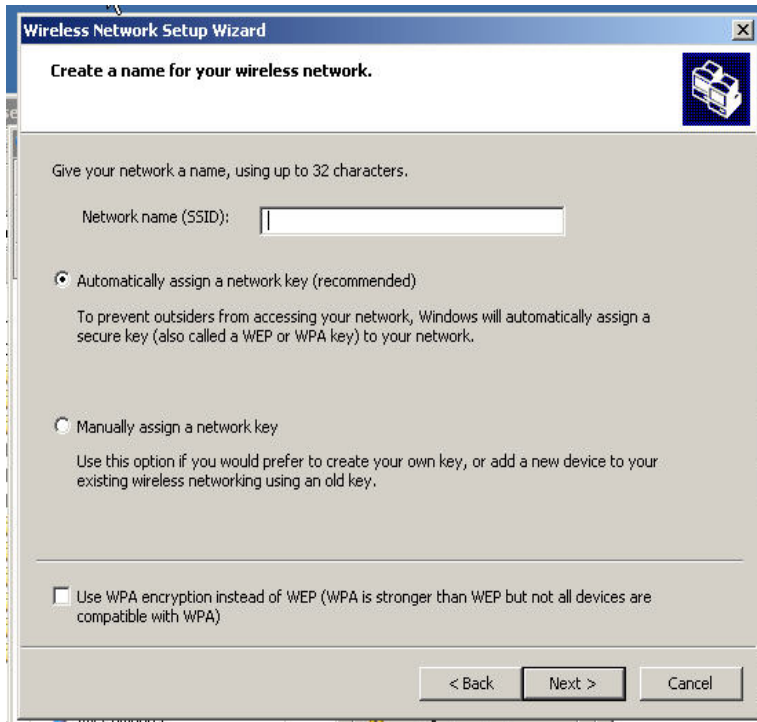 Wireless Network Setup Wizard
Create a name for your wireless network.
Give your network a name, using up to 32 characters.
Network name (SSID):
Automatically assign a network key (recommended)
To prevent outsiders from accessing your network, Windows will automatically assign a
secure key (also called a WEP or WPA key) to your network.
Manually assign a network key
Use this option if you would prefer to create your own key, or add a new device to your
existing wireless networking using an old key.
Use WPA encryption instead of WEP (WPA is stronger than WEP but not all devices are
compatible with WPA)
< Back Next > Cancel